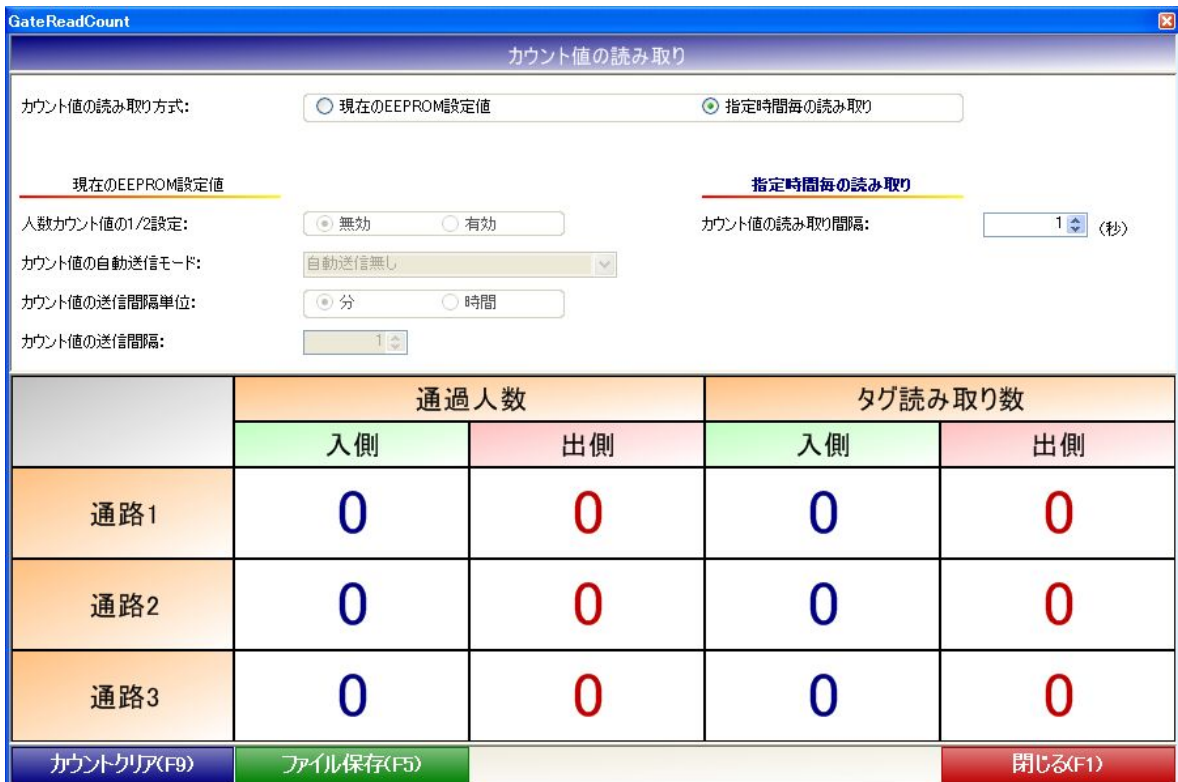 GateReadCount
カウント値の読み取り
カウント値の読み取り方式: 現在のEEPROM設定値 指定時間毎の読み取り
現在のEEPROM設定値 指定時間毎の読み取り
人数カウント値の1/2設定: 無効 有効 カウント値の読み取り間隔: 1 (秒)
カウント値の自動送信モード: 自動送信無し
カウント値の送信間隔単位: 分 時間
カウント値の送信間隔: 1
通過人数 タグ読み取り数
入側 出側 入側 出側
通路1 0 0 0 0
通路2 0 0 0 0
通路3 0 0 0 0
カウントクリア(F9) ファイル保存(F5) 閉じる(F1)